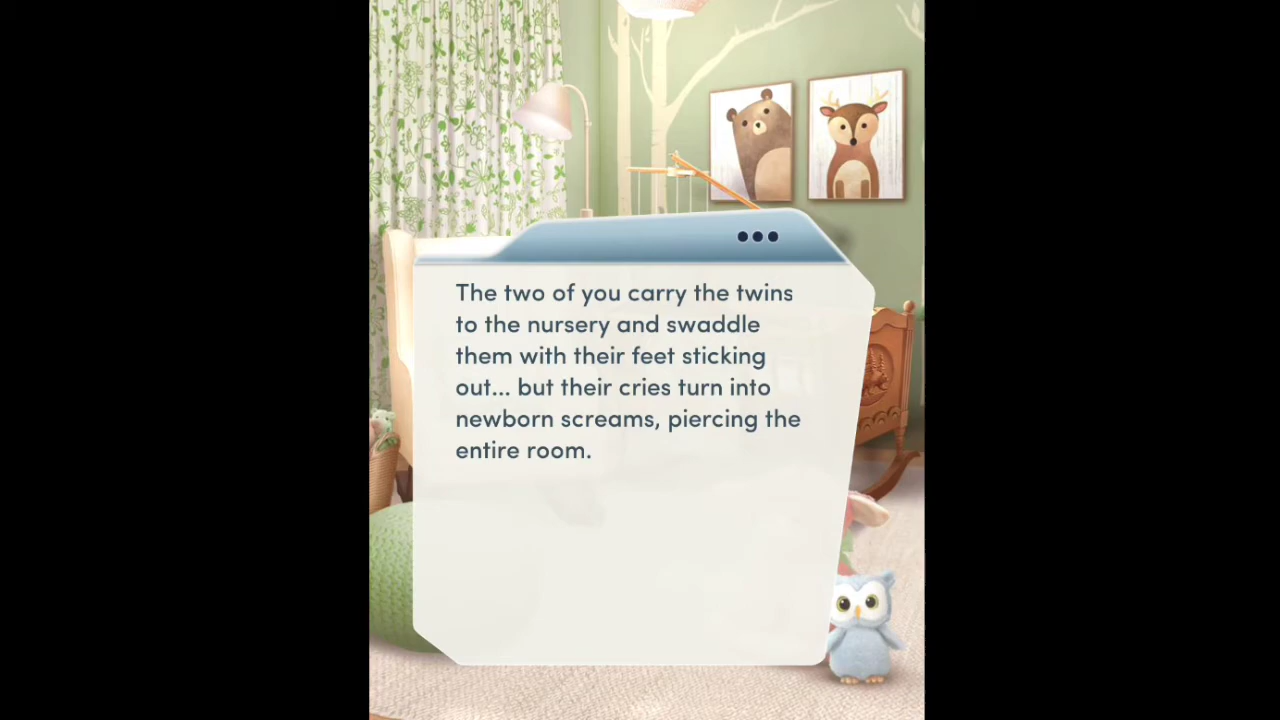 The two of you carry the twins
to the nursery and swaddle
them with their feet sticking
out... but their cries turn into
newborn screams, piercing the
entire room.